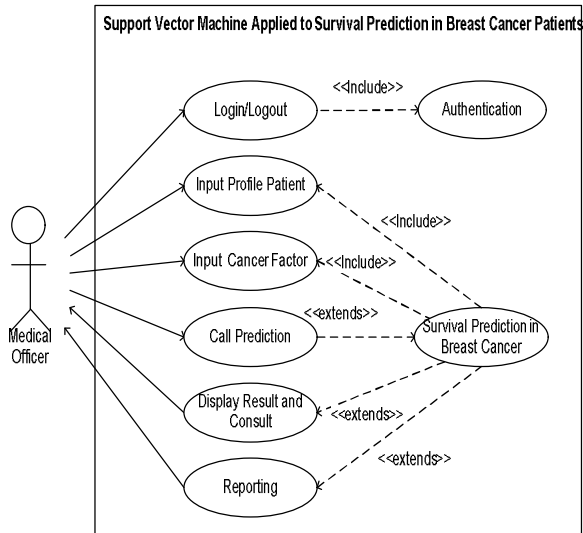 Support Vector Machine Applied to Survival Prediction in Breast Cancer Patients
<<Include>>
Login/Logout
Authentication
Input Profile Patient
<<Include>>
Input Cancer Factor
<<Include>>
<<extends>>
Call Prediction
Survival Prediction in
Breast Cancer
Medical
Officer
Display Result and
Consult
<<extends>>
<<extends>>
Reporting